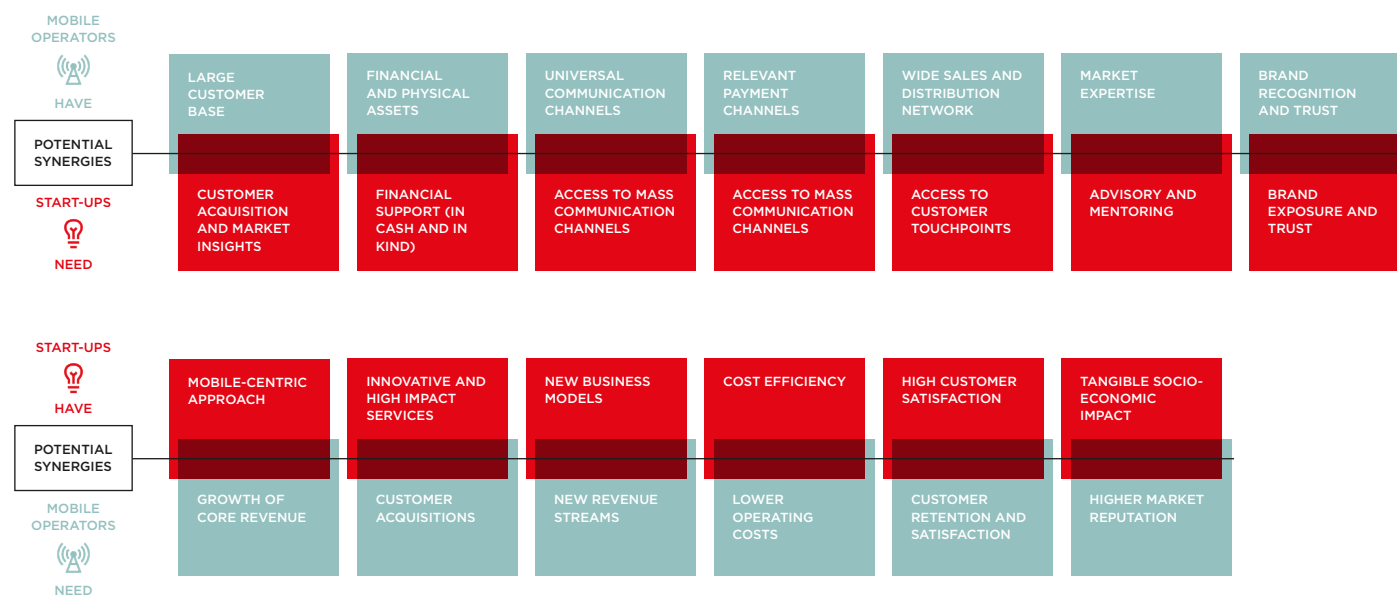 MOBILE
OPERATORS
HAVE
POTENTIAL
SYNERGIES
START-UPS
NEED
LARGE
CUSTOMER
BASE
FINANCIAL
AND PHYSICAL
ASSETS
UNIVERSAL
COMMUNICATION
CHANNELS
RELEVANT
PAYMENT
CHANNELS
WIDE SALES AND
DISTRIBUTION
NETWORK
MARKET
EXPERTISE
BRAND
RECOGNITION
AND TRUST
CUSTOMER
ACQUISITION
AND MARKET
INSIGHTS
FINANCIAL
SUPPORT (IN
CASH AND IN
KIND)
ACCESS TO MASS
COMMUNICATION
CHANNELS
ACCESS TO MASS
COMMUNICATION
CHANNELS
ACCESS TO
CUSTOMER
TOUCHPOINTS
ADVISORY AND
MENTORING
BRAND
EXPOSURE AND
TRUST
START-UPS
HAVE
POTENTIAL
SYNERGIES
MOBILE
OPERATORS
NEED
MOBILE-CENTRIC
APPROACH
INNOVATIVE AND
HIGH IMPACT
SERVICES
NEW BUSINESS
MODELS
COST EFFICIENCY
HIGH CUSTOMER
SATISFACTION
TANGIBLE SOCIO-
ECONOMIC
IMPACT
GROWTH OF
CORE REVENUE
CUSTOMER
ACQUISITIONS
NEW REVENUE
STREAMS
LOWER
OPERATING
COSTS
CUSTOMER
RETENTION AND
SATISFACTION
HIGHER MARKET
REPUTATION